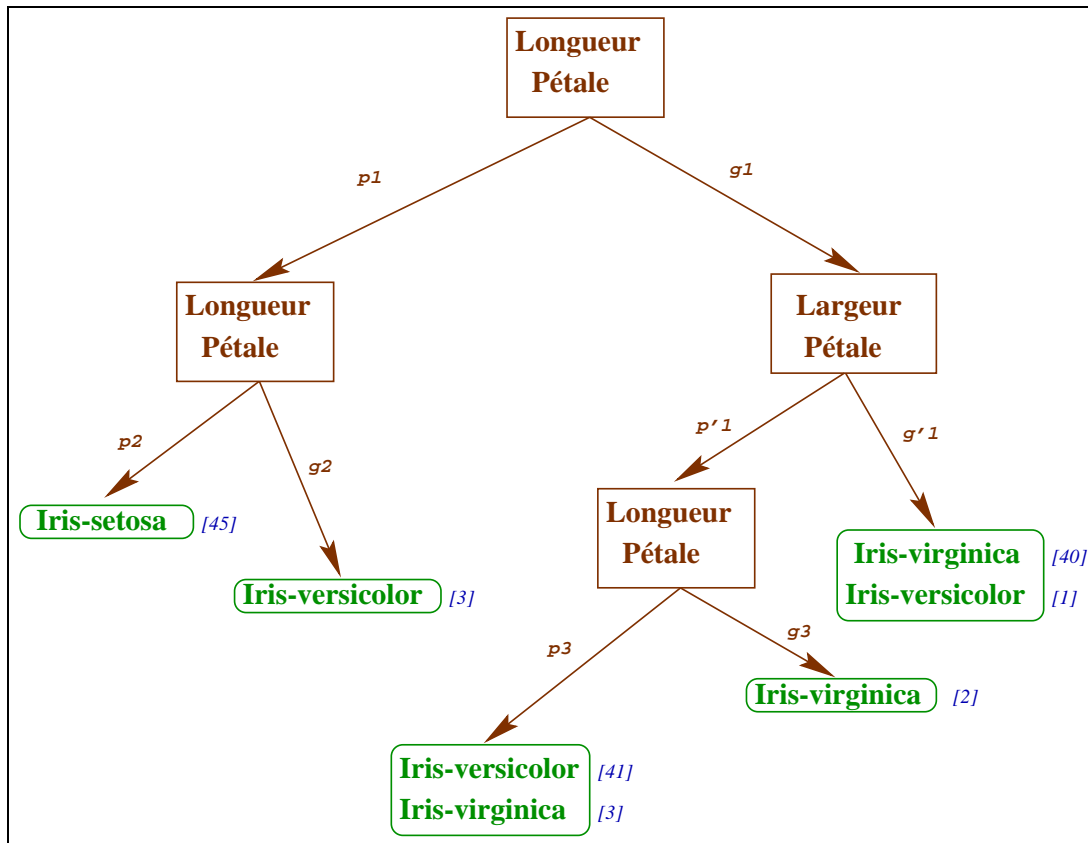 Longueur
Pétale
p1
g1
Longueur
Pétale
Largeur
Pétale
p2
g2
p'1
g'1
Iris-setosa [45]
Iris-versicolor [3]
Longueur
Pétale
Iris-virginica [40]
Iris-versicolor [1]
p3
g3
Iris-virginica [2]
Iris-versicolor [41]
Iris-virginica [3]